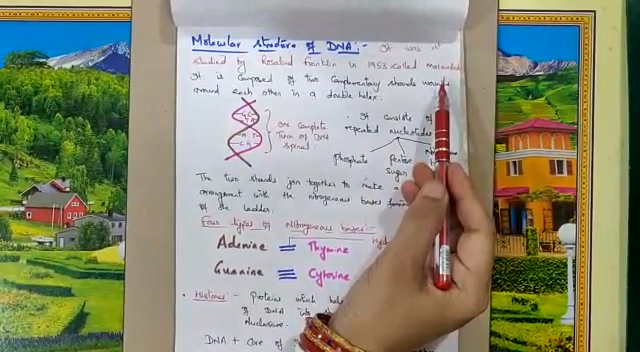 Molecular structure of DNA :- It was 1st
studied by Rosalind Franklin in 1953 called
It is composed of two complimentary strands
around each other in a double helix.
G C
T A
A T
C G
one complete
Turn of DNA
spiral
It consists of
repeated nucleotides
Phosphate Pentose
Sugar
The two strands join together to make a
arrangement with the nitrogenous bases
of the ladder.
Four types of Nitrogenous bases :-
Adenine Thymine
Guanine Cytosine
Histones - Proteins which
of DNA
nucleosome
DNA + Core of